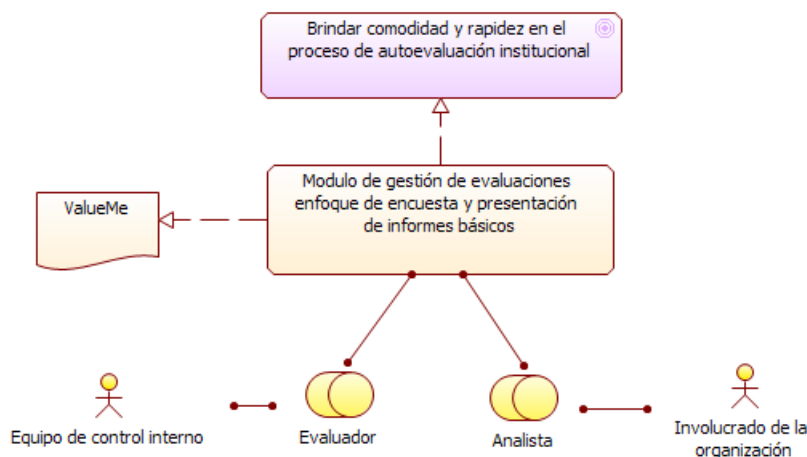 Brindar comodidad y rapidez en el
proceso de autoevaluación institucional
Modulo de gestión de evaluaciones
enfoque de encuesta y presentación
de informes básicos
ValueMe
Equipo de control interno
Evaluador
Analista
Involucrado de la
organización